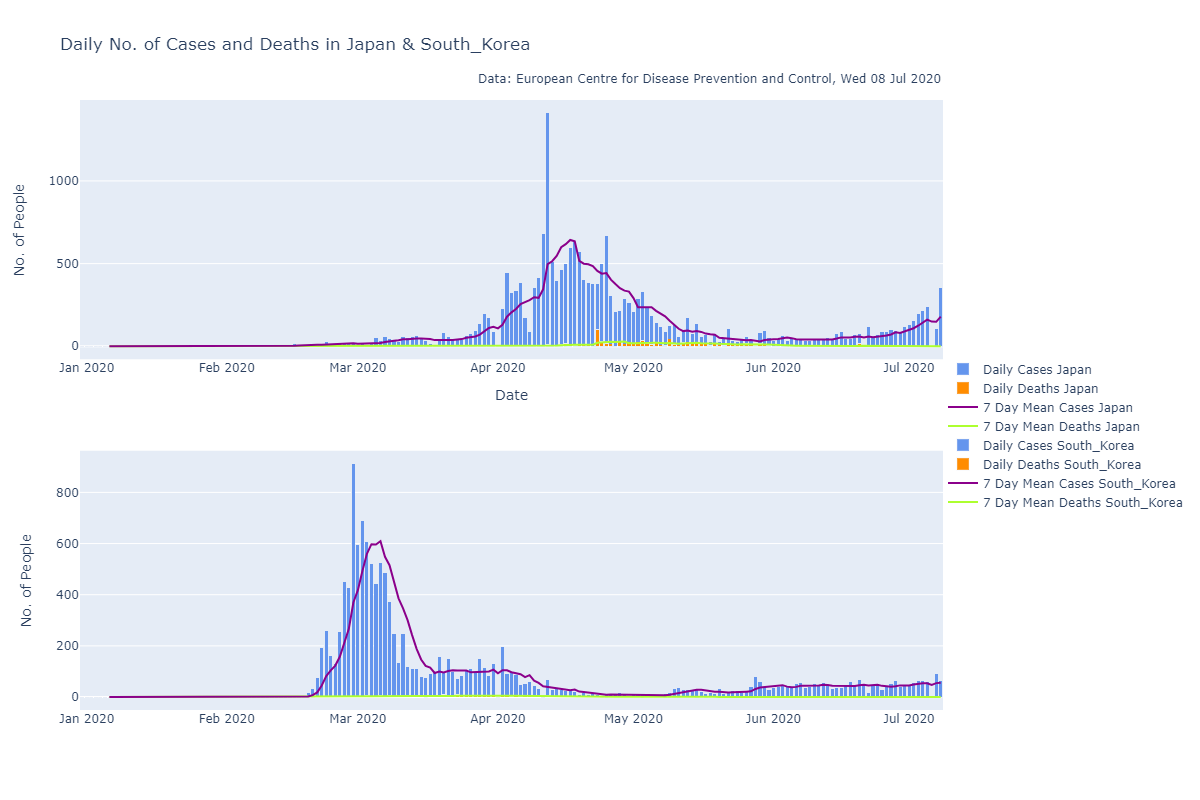 Daily No. of Cases and Deaths in Japan & South_Korea
Data: European Centre for Disease Prevention and Control, Wed 08 Jul 2020
No. of People
1000
500
0
Jan 2020 Feb 2020 Mar 2020 Apr 2020 May 2020 Jun 2020 Jul 2020
Date
Daily Cases Japan
Daily Deaths Japan
7 Day Mean Cases Japan
7 Day Mean Deaths Japan
Daily Cases South_Korea
Daily Deaths South_Korea
7 Day Mean Cases South_Korea
7 Day Mean Deaths South_Korea
No. of People
800
600
400
200
0
Jan 2020 Feb 2020 Mar 2020 Apr 2020 May 2020 Jun 2020 Jul 2020